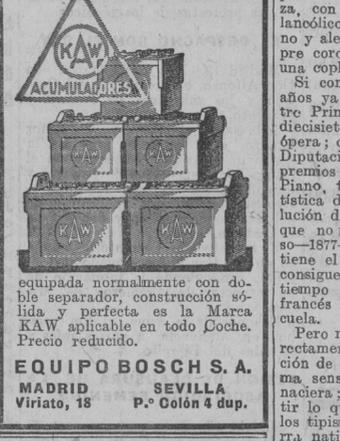 KAW
ACUMULADORES
KAW
KAW
KAW
KAW
equipada normalmente con do-
ble separador, construcción só-
lida y perfecta es la Marca
KAW aplicable en todo Coche.
Precio reducido.
EQUIPO BOSCH S. A.
MADRID SEVILLA
Viriato, 18 P.º Colón 4 dup.
za, con
lancólico
no y ale
pre coro
una copl
Si con
años ya
tre Prin
diecisiet
ópera; c
Diputaci
premios
Piano, f
tística d
lución d
que no
so—1877-
tiene el
consigue
tiempo
francés
cuela.
Pero n
rectamen
ción de
ma sens
naciera;
tir lo q
los tipis
rra nati